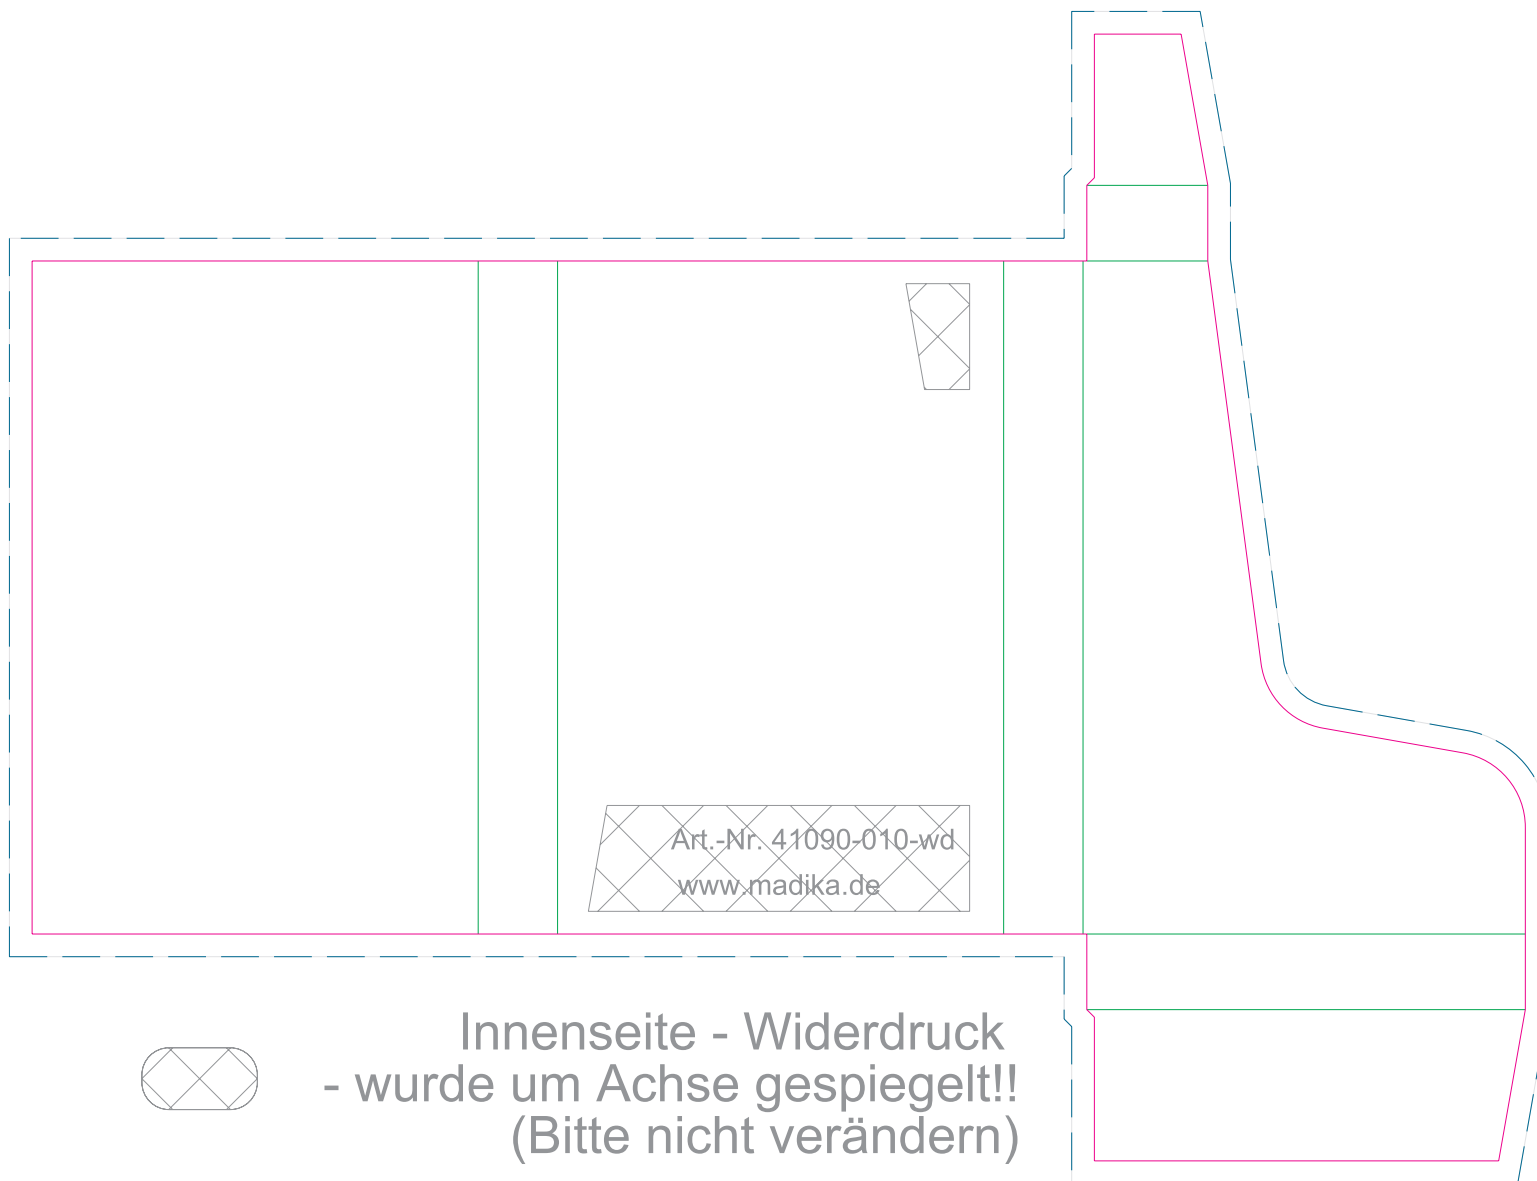 Art.-Nr. 41090-010-wd
www.madika.de
Innenseite - Widerdruck
- wurde um Achse gespiegelt!!
(Bitte nicht verändern)